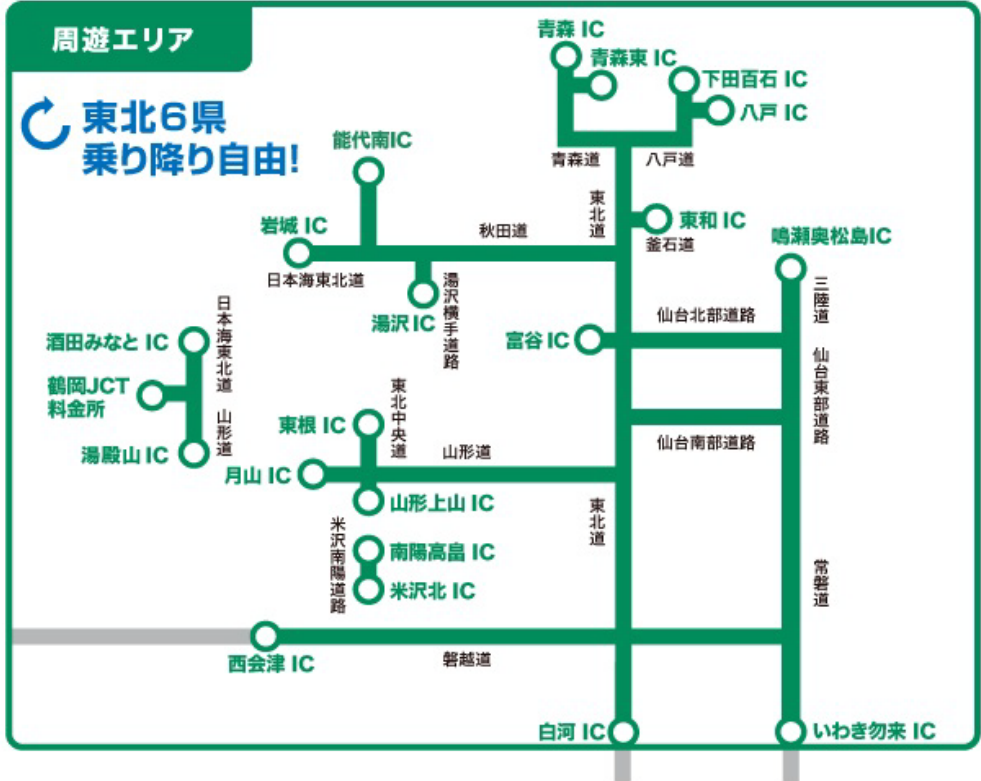 周遊エリア
東北6県
乗り降り自由!
青森 IC
青森東 IC
下田百石 IC
八戸 IC
青森道
八戸道
能代南IC
東北道
東和 IC
釜石道
岩城 IC
秋田道
鳴瀬奥松島IC
日本海東北道
湯沢横手道路
湯沢 IC
三陸道
日本海東北道
山形道
酒田みなと IC
鶴岡JCT
料金所
湯殿山 IC
富谷 IC
仙台北部道路
仙台東部道路
仙台南部道路
東北中央道
東根 IC
山形道
月山 IC
山形上山 IC
東北道
米沢南陽道路
南陽高畠 IC
米沢北 IC
常磐道
西会津 IC
磐越道
白河 IC
いわき勿来 IC